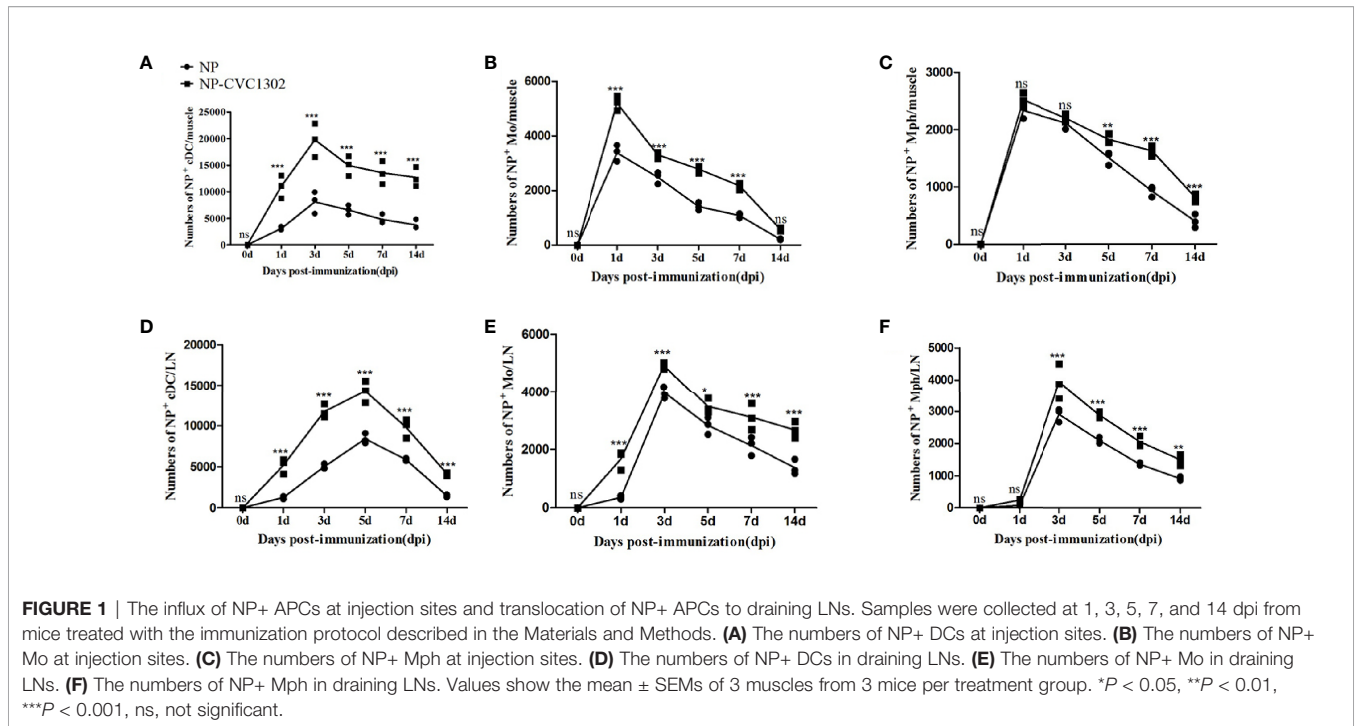 A
NP
NP-CVC1302
Numbers of NP+ cDC/muscle
25000
20000
15000
10000
5000
0
ns
***
***
***
***
***
0d 1d 3d 5d 7d 14d
Days post-immunization(dpi)
B
Numbers of NP+ Mo/muscle
6000
4000
2000
0
ns
***
***
***
***
ns
0d 1d 3d 5d 7d 14d
Days post-immunization(dpi)
C
Numbers of NP+ Mph/muscle
3000
2000
1000
0
ns
ns
ns
**
***
***
0d 1d 3d 5d 7d 14d
Days post-immunization(dpi)
D
Numbers of NP+ cDC/LN
20000
15000
10000
5000
0
ns
***
***
***
***
***
0d 1d 3d 5d 7d 14d
Days post-immunization(dpi)
E
Numbers of NP+ Mo/LN
6000
4000
2000
0
ns
***
***
*
***
***
0d 1d 3d 5d 7d 14d
Days post-immunization(dpi)
F
Numbers of NP+ Mph/LN
5000
4000
3000
2000
1000
0
ns
ns
***
***
***
**
0d 1d 3d 5d 7d 14d
Days post-immunization(dpi)
FIGURE 1 | The influx of NP+ APCs at injection sites and translocation of NP+ APCs to draining LNs. Samples were collected at 1, 3, 5, 7, and 14 dpi from
mice treated with the immunization protocol described in the Materials and Methods. (A) The numbers of NP+ DCs at injection sites. (B) The numbers of NP+
Mo at injection sites. (C) The numbers of NP+ Mph at injection sites. (D) The numbers of NP+ DCs in draining LNs. (E) The numbers of NP+ Mo in draining
LNs. (F) The numbers of NP+ Mph in draining LNs. Values show the mean ± SEMs of 3 muscles from 3 mice per treatment group. *P < 0.05, **P < 0.01,
***P < 0.001, ns, not significant.